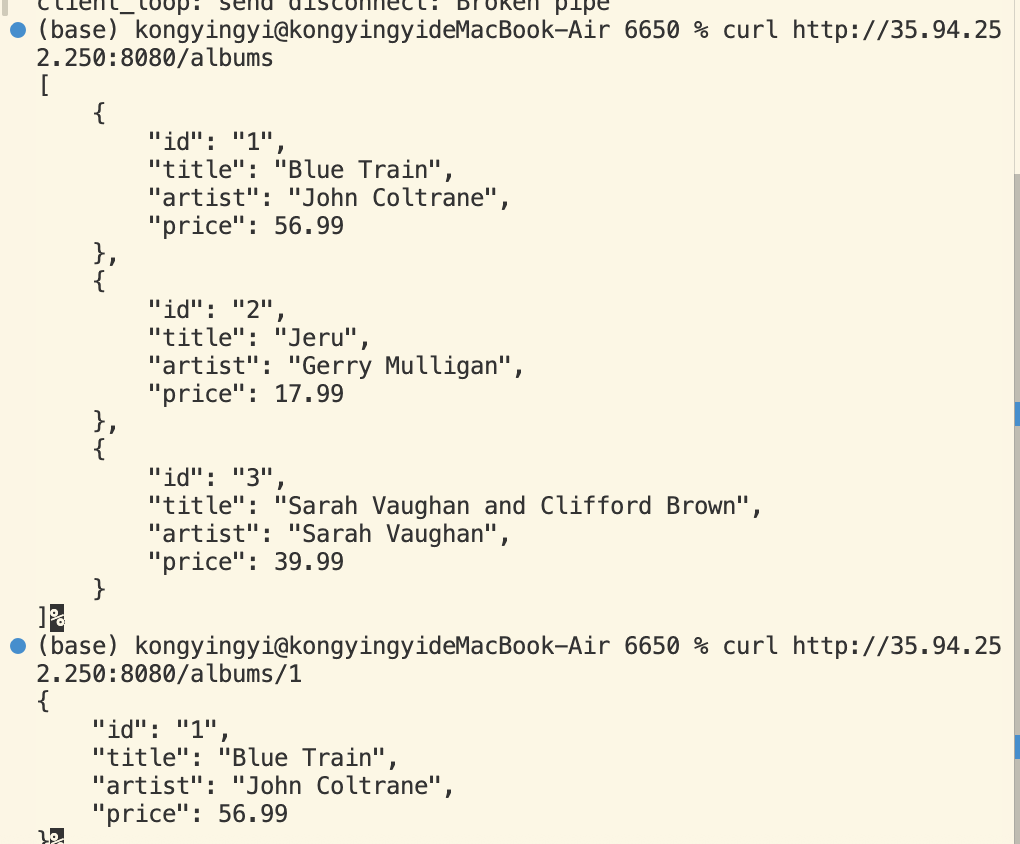 client_loop: send disconnect: Broken pipe
(base) kongyingyi@kongyingyideMacBook-Air 6650 % curl http://35.94.25
2.250:8080/albums
[
    {
        "id": "1",
        "title": "Blue Train",
        "artist": "John Coltrane",
        "price": 56.99
    },
    {
        "id": "2",
        "title": "Jeru",
        "artist": "Gerry Mulligan",
        "price": 17.99
    },
    {
        "id": "3",
        "title": "Sarah Vaughan and Clifford Brown",
        "artist": "Sarah Vaughan",
        "price": 39.99
    }
]%
(base) kongyingyi@kongyingyideMacBook-Air 6650 % curl http://35.94.25
2.250:8080/albums/1
{
    "id": "1",
    "title": "Blue Train",
    "artist": "John Coltrane",
    "price": 56.99
}%